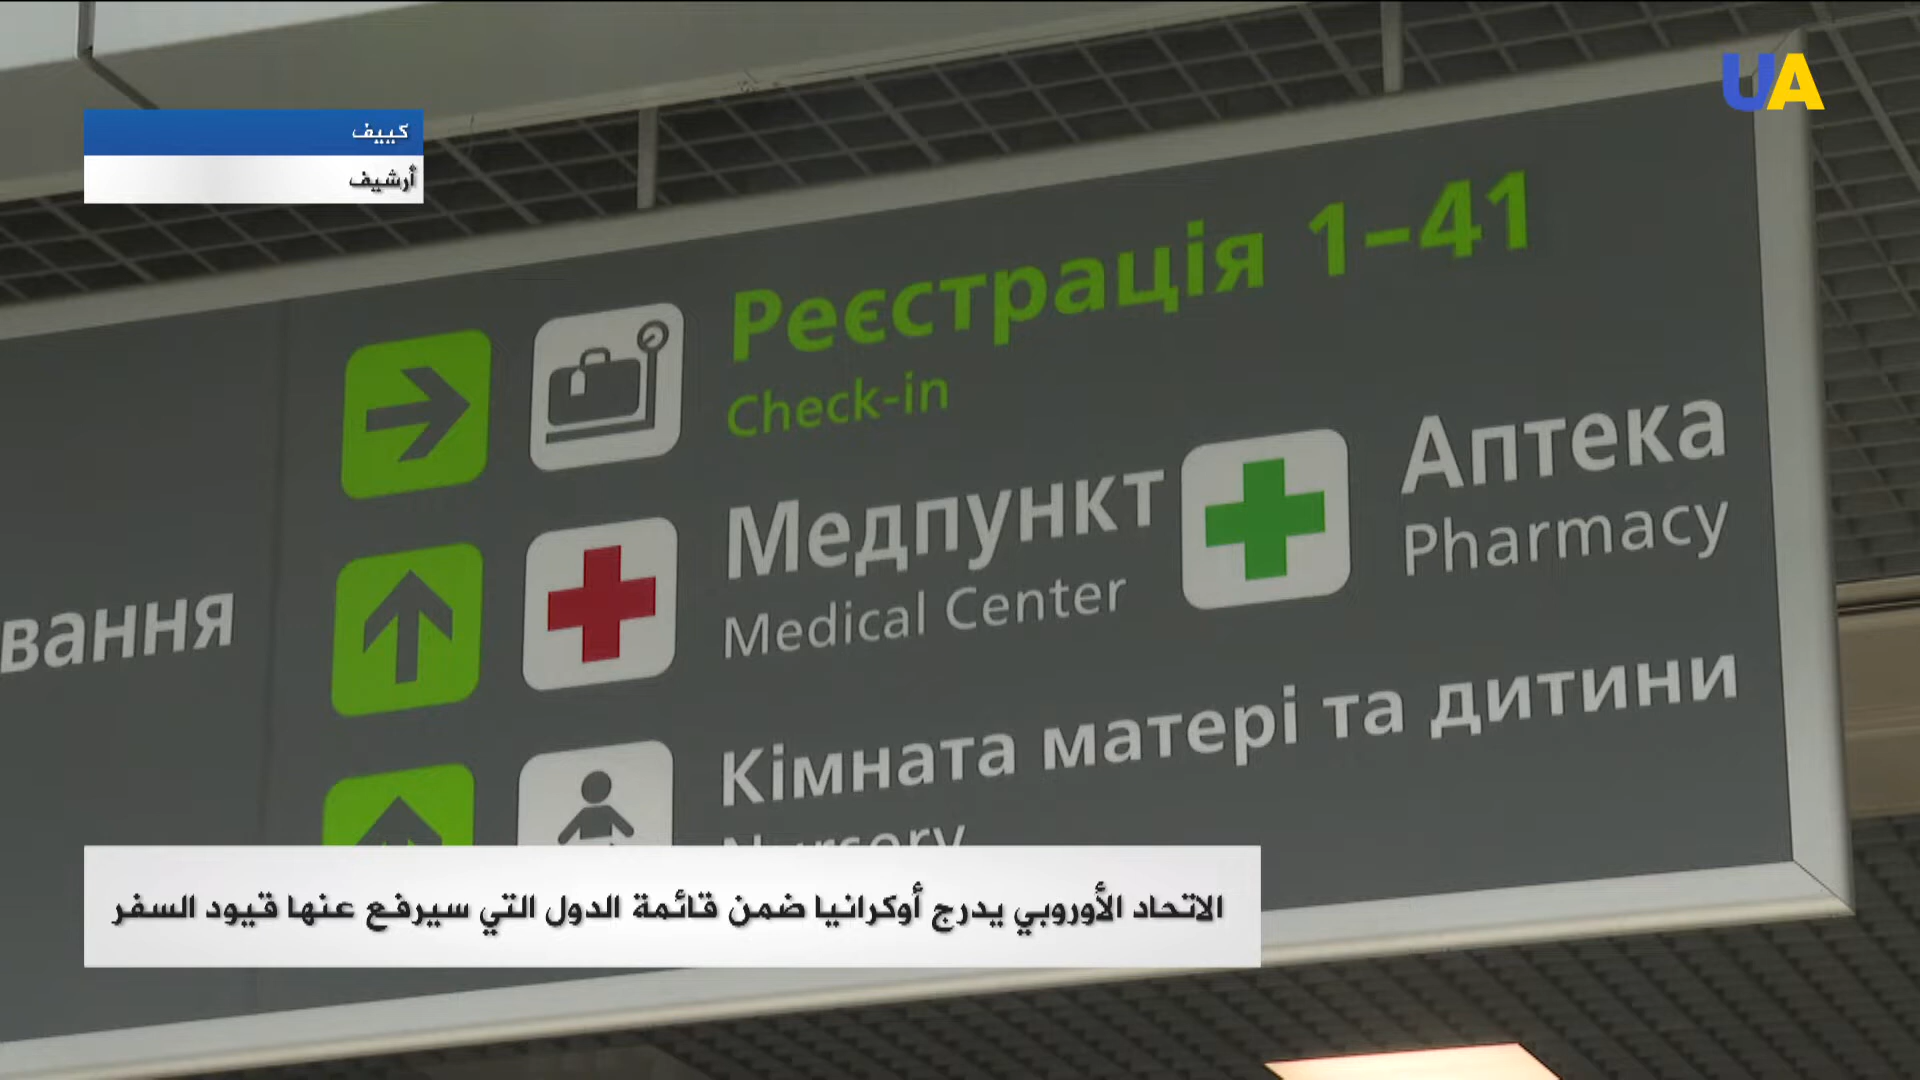 UA
كييف
أرشيف
Реєстрація 1-41
Check-in
Медпункт
Medical Center
Аптека
Pharmacy
вання
Кімната матері та дитини
Nursery
الاتحاد الأوروبي يدرج أوكرانيا ضمن قائمة الدول التي سيرفع عنها قيود السفر